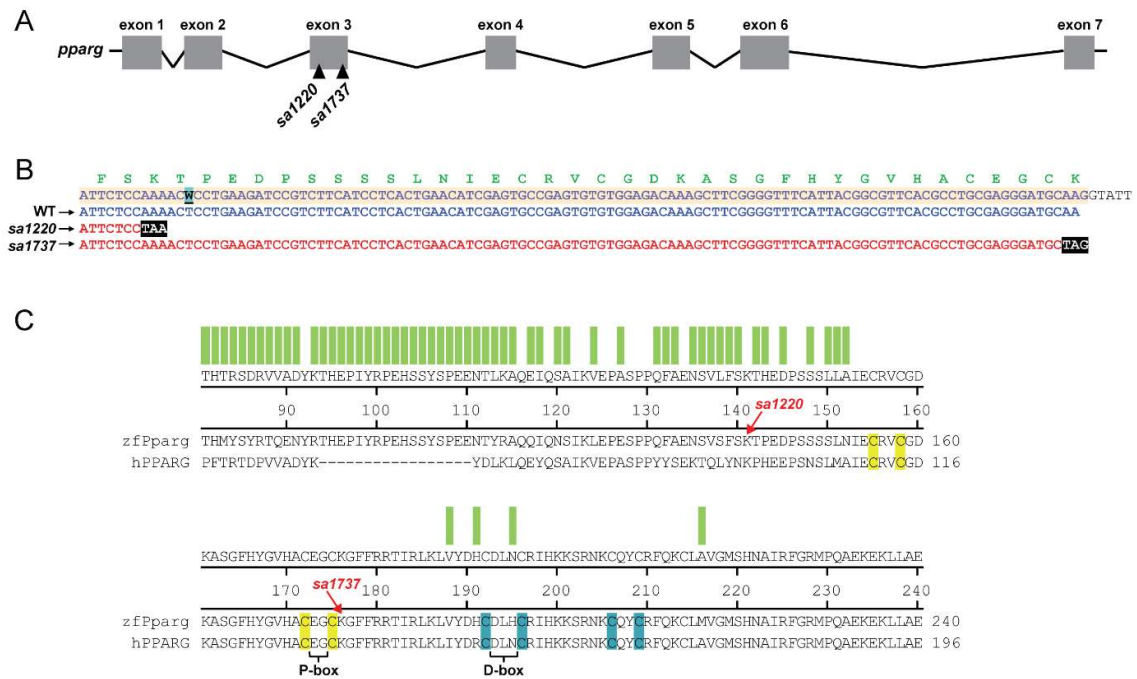 A
exon 1 exon 2 exon 3 exon 4 exon 5 exon 6 exon 7
pparg
sa1220 sa1737
B
F S K T P E D P S S S S L N I E C R V C G D K A S G F H Y G V H A C E G C K
ATTCTCCAAAACWCCTGAAGATCCGTCTTCATCCTCACTGAACATCGAGTGCCGAGTGTGTGGAGACAAAGCTTCGGGGTTTCATTACGGCGTTCACGCCTGCGAGGGATGCAAGGTATT
WT ATTCTCCAAAACTCCTGAAGATCCGTCTTCATCCTCACTGAACATCGAGTGCCGAGTGTGTGGAGACAAAGCTTCGGGGTTTCATTACGGCGTTCACGCCTGCGAGGGATGCAA
sa1220 ATTCTCCTAA
sa1737 ATTCTCCAAAACTCCTGAAGATCCGTCTTCATCCTCACTGAACATCGAGTGCCGAGTGTGTGGAGACAAAGCTTCGGGGTTTCATTACGGCGTTCACGCCTGCGAGGGATGCTAG
C
THTRSDRVVADYKTHEPIYRPEHSSYSPEENTLKAQEIQSAIKVEPASPPQFAENSVLFSKTHEDPSSSLLAIECRVCGD
90 100 110 120 130 140 150 160
sa1220
zfPparg THMYSYRTQENYRTHEPIYRPEHSSYSPEENTYRAQQIQNSIKLEPESPPQFAENSVSFSKTPEDPSSSSLNIECRVCGD 160
hPPARG PFTRTDPVVADYK------------------YDLKLQEYQSAIKVEPASPPYYSEKTQLYNKPHEEPSNSLMAIECRVCGD 116
KASGFHYGVHACEGCKGFFRRTIRLKLVYDHCDLNCRIHKKSRNKCQYCRFQKCLAVGMSHNAIRFGRMPQAEKEKLLAE
170 180 190 200 210 220 230 240
sa1737
zfPparg KASGFHYGVHACEGCKGFFRRTIRLKLVYDHCDLHCRIHKKSRNKCQYCRFQKCLMVGMSHNAIRFGRMPQAEKEKLLAE 240
hPPARG KASGFHYGVHACEGCKGFFRRTIRLKLIYDRCDLNCRIHKKSRNKCQYCRFQKCLAVGMSHNAIRFGRMPQAEKEKLLAE 196
P-box D-box